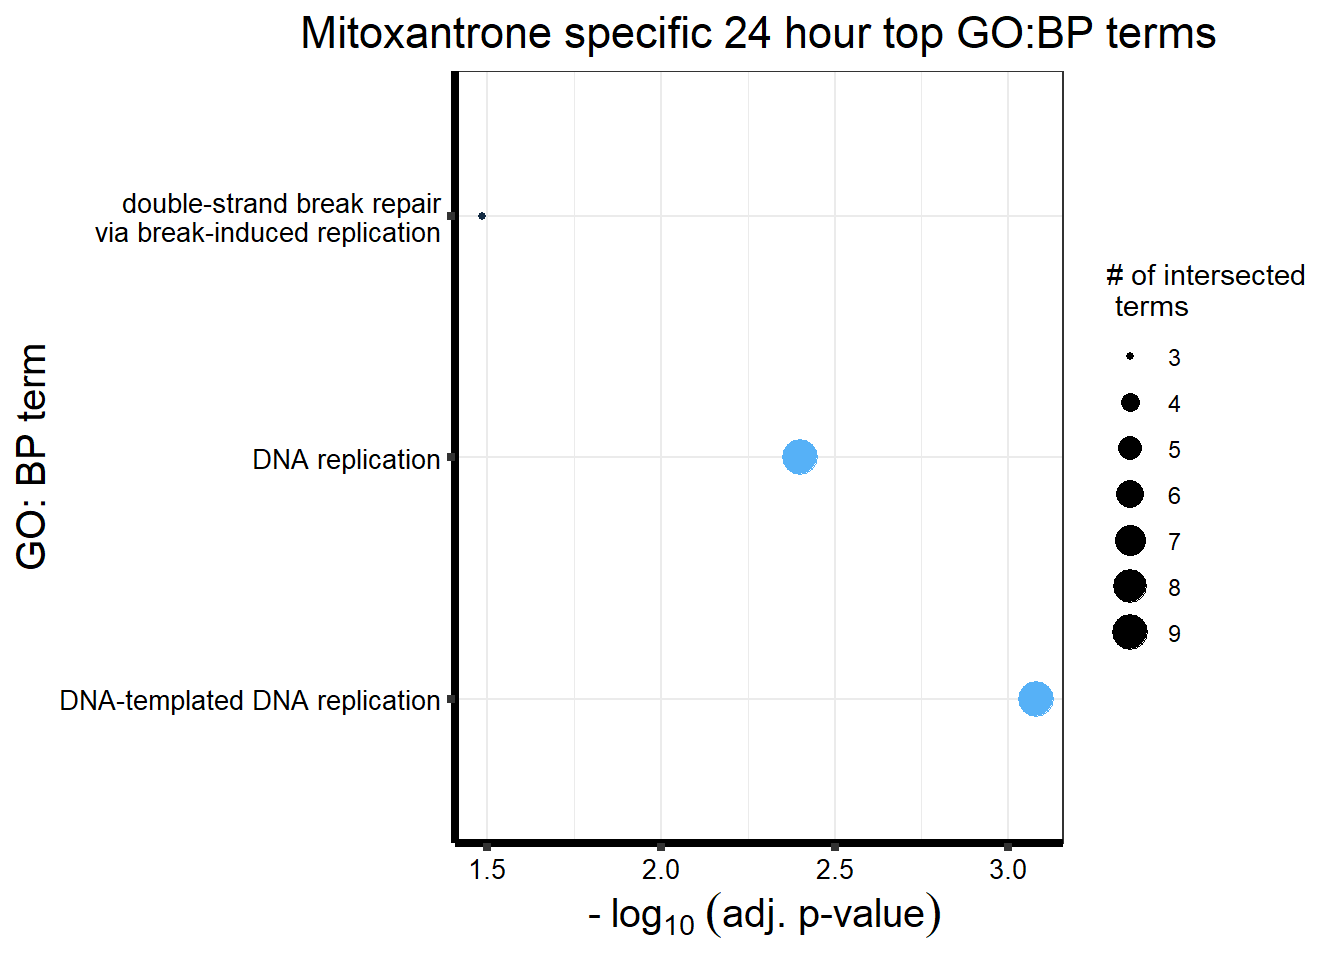 Mitoxantrone specific 24 hour top GO:BP terms
GO: BP term
double-strand break repair
via break-induced replication
DNA replication
DNA-templated DNA replication
1.5 2.0 2.5 3.0
- log10 (adj. p-value)
# of intersected
terms
3
4
5
6
7
8
9